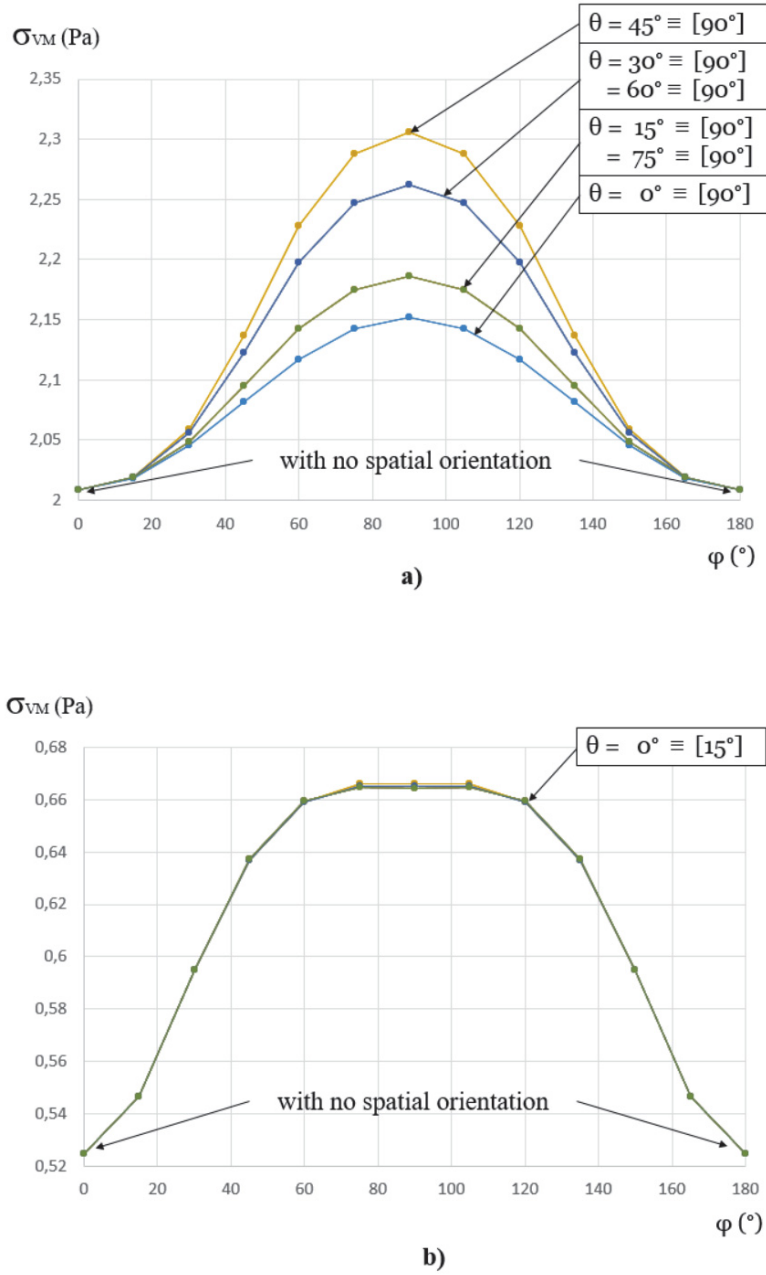 σVM (Pa)
θ = 45° ≡ [90°]
θ = 30° ≡ [90°]
= 60° ≡ [90°]
θ = 15° ≡ [90°]
= 75° ≡ [90°]
θ = 0° ≡ [90°]
2,35
2,3
2,25
2,2
2,15
2,1
2,05
2
with no spatial orientation
0 20 40 60 80 100 120 140 160 180
φ (°)
a)
σVM (Pa)
θ = 0° ≡ [15°]
0,68
0,66
0,64
0,62
0,6
0,58
0,56
0,54
0,52
with no spatial orientation
0 20 40 60 80 100 120 140 160 180
φ (°)
b)